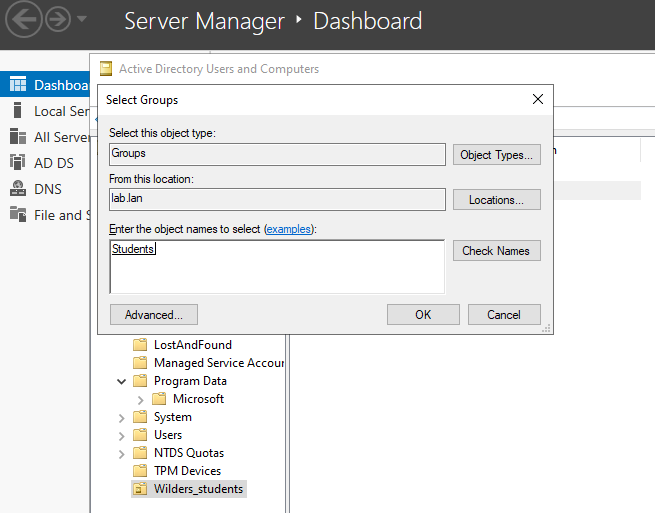 Server Manager ‣ Dashboard
Dashboa
Local Ser
All Server
AD DS
DNS
File and S
Active Directory Users and Computers
Select Groups
Select this object type:
Groups
Object Types...
From this location:
lab.lan
Locations...
Enter the object names to select (examples):
Students
Check Names
Advanced...
OK
Cancel
LostAndFound
Managed Service Accour
Program Data
Microsoft
System
Users
NTDS Quotas
TPM Devices
Wilders_students